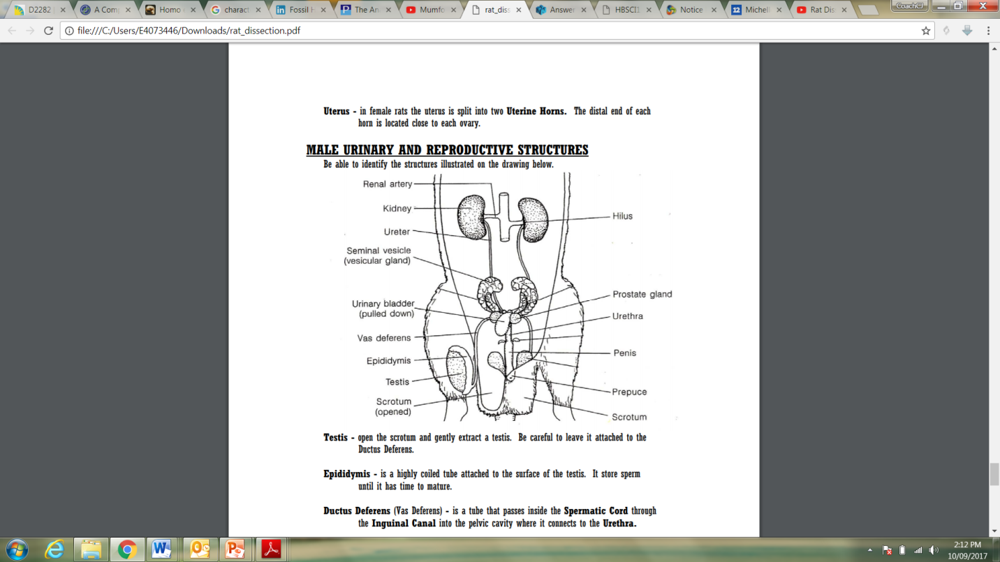 D2282 p
A Comp
Homo
charact
Fossil H
The An
Mumfo
rat_diss
Answer
HBSCI1
Notice
Michell
Rat Dis
CoachCJ
file:///C:/Users/E4073446/Downloads/rat_dissection.pdf
Uterus - in female rats the uterus is split into two Uterine Horns. The distal end of each
horn is located close to each ovary.
MALE URINARY AND REPRODUCTIVE STRUCTURES
Be able to identify the structures illustrated on the drawing below.
Renal artery
Kidney
Ureter
Seminal vesicle
(vesicular gland)
Urinary bladder
(pulled down)
Vas deferens
Epididymis
Testis
Scrotum
(opened)
Hilus
Prostate gland
Urethra
Penis
Prepuce
Scrotum
Testis - open the scrotum and gently extract a testis. Be careful to leave it attached to the
Ductus Deferens.
Epididymis - is a highly coiled tube attached to the surface of the testis. It store sperm
until it has time to mature.
Ductus Deferens (Vas Deferens) - is a tube that passes inside the Spermatic Cord through
the Inguinal Canal into the pelvic cavity where it connects to the Urethra.
2:12 PM
10/09/2017